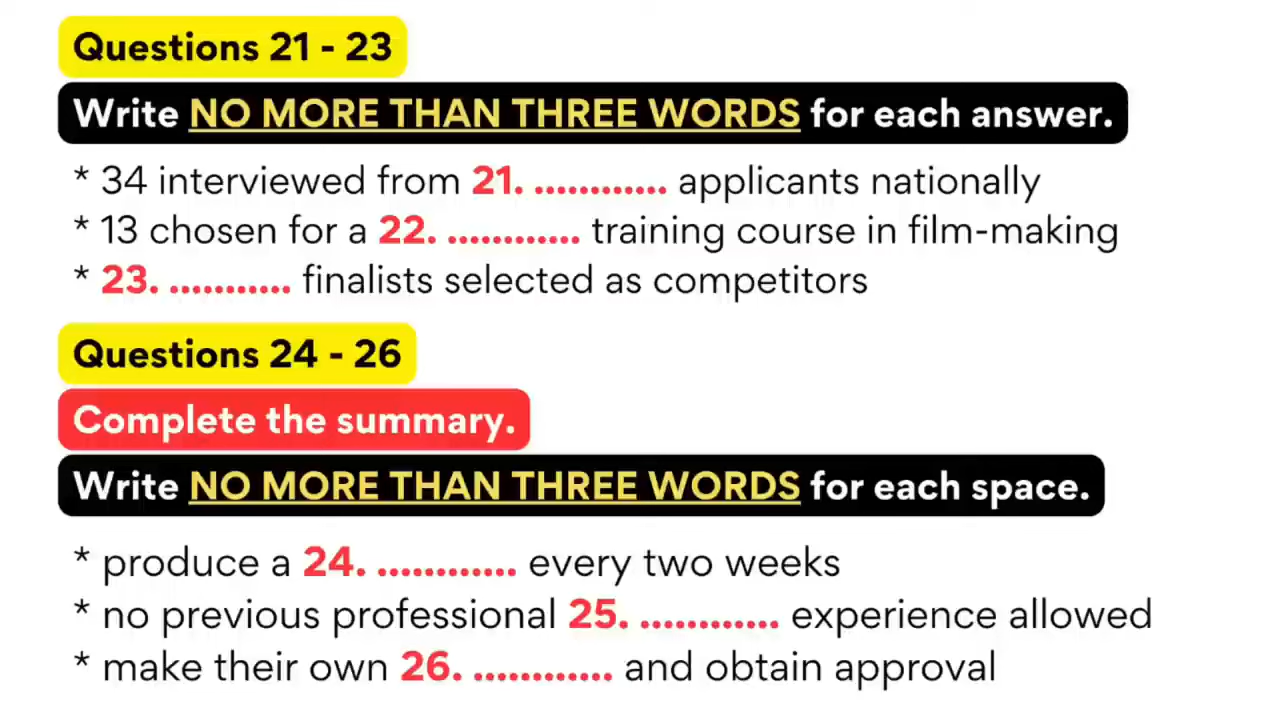 Questions 21 - 23
Write NO MORE THAN THREE WORDS for each answer.
* 34 interviewed from 21. ............ applicants nationally
* 13 chosen for a 22. ............ training course in film-making
* 23. ........... finalists selected as competitors
Questions 24 - 26
Complete the summary.
Write NO MORE THAN THREE WORDS for each space.
* produce a 24. ............ every two weeks
* no previous professional 25. ............ experience allowed
* make their own 26. ............ and obtain approval